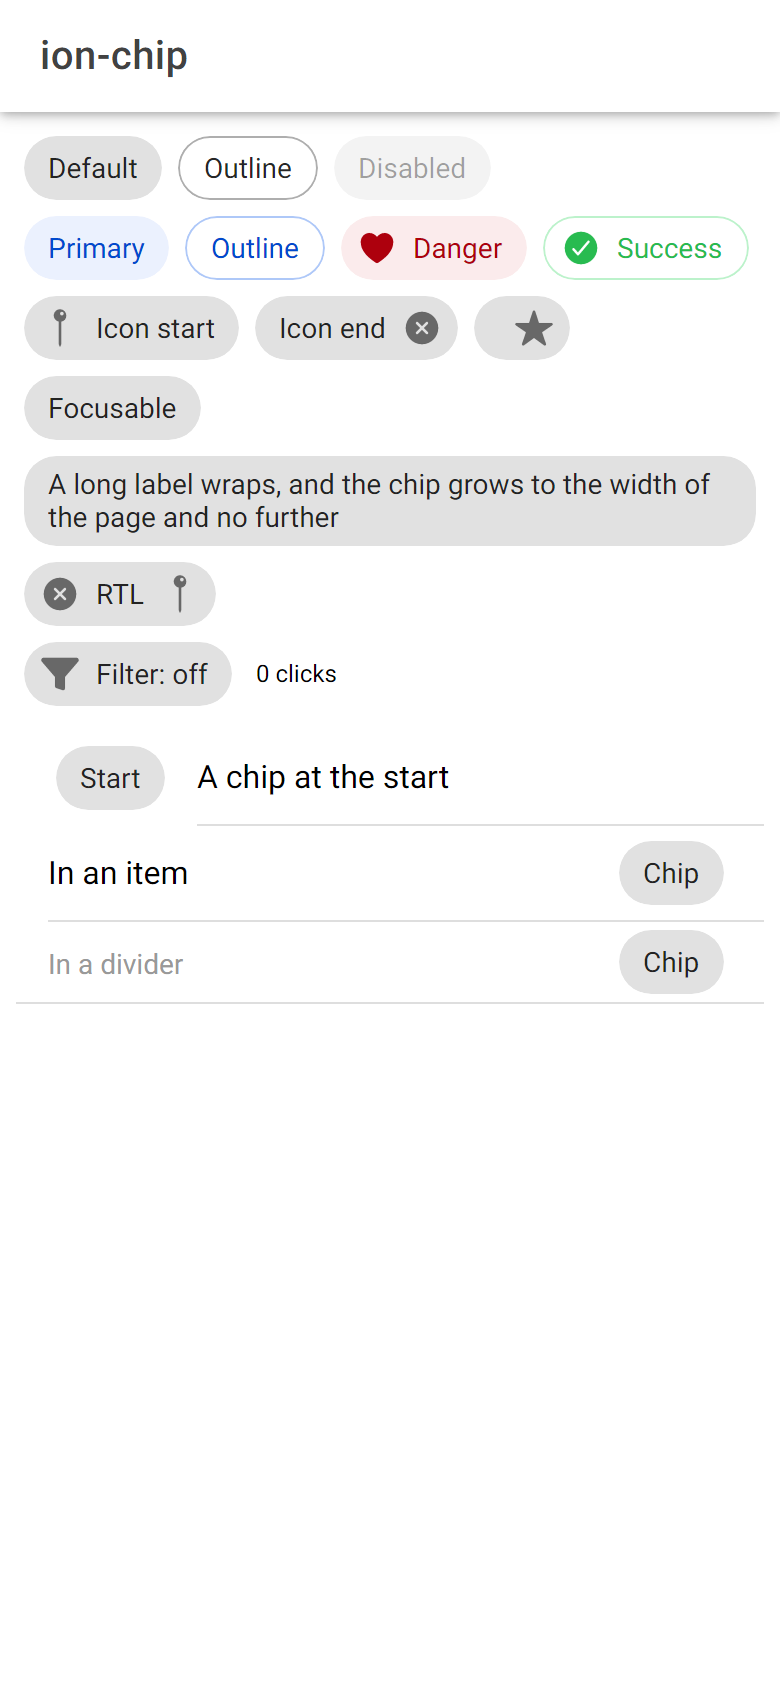 ion-chip
Default Outline Disabled
Primary Outline Danger Success
Icon start Icon end
Focusable
A long label wraps, and the chip grows to the width of
the page and no further
RTL
Filter: off 0 clicks
Start A chip at the start
In an item Chip
In a divider Chip